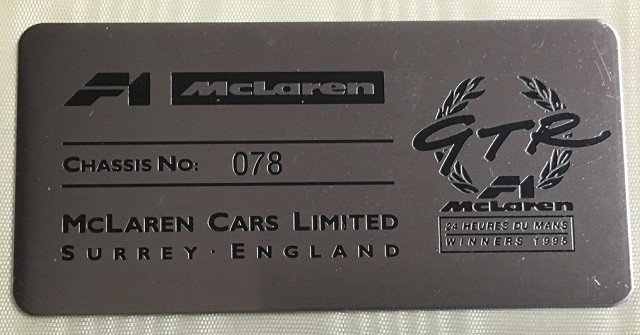 F1 McLaren
CHASSIS NO: 078
MCLAREN CARS LIMITED
SURREY · ENGLAND
GTR
F1
McLaren
24 HEURES DU MANS
WINNERS 1995